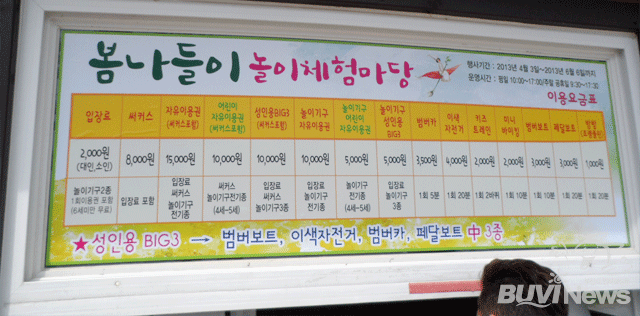 봄나들이 놀이체험마당
행사기간 : 2013년 4월 3일~2013년 6월 6일까지
운영시간 : 평일 10:00~17:00/주말 공휴일 9:30~17:30
이용요금표
입장료 써커스 자유이용권 (써커스포함) 어린이 자유이용권 (써커스포함) 성인용BIG3 (써커스포함) 놀이기구 자유이용권 놀이기구 어린이 자유이용권 놀이기구 성인용 BIG3 범버카 이색 자전거 키즈 트레인 미니 바이킹 범버보트 페달보트
2,000원 (대인,소인) 8,000원 15,000원 10,000원 10,000원 10,000원 5,000원 5,000원 3,500원 4,000원 2,000원 2,000원 3,000원 3,000원 1,000원
놀이기구2종 1회이용권 포함 (6세미만 무료) 입장료 포함 입장료 써커스 놀이기구 전기종 써커스 놀이기구전기종 (4세~5세) 입장료 써커스 놀이기구3종 입장료 놀이기구 전기종 놀이기구 전기종 (4세~5세) 입장료 놀이기구 3종 1회 5분 1회 20분 1회 2바퀴 1회 10분 1회 10분 1회 20분 1회 20분
★성인용 BIG3 → 범버보트, 이색자전거, 범버카, 페달보트 中 3종
BUVINews